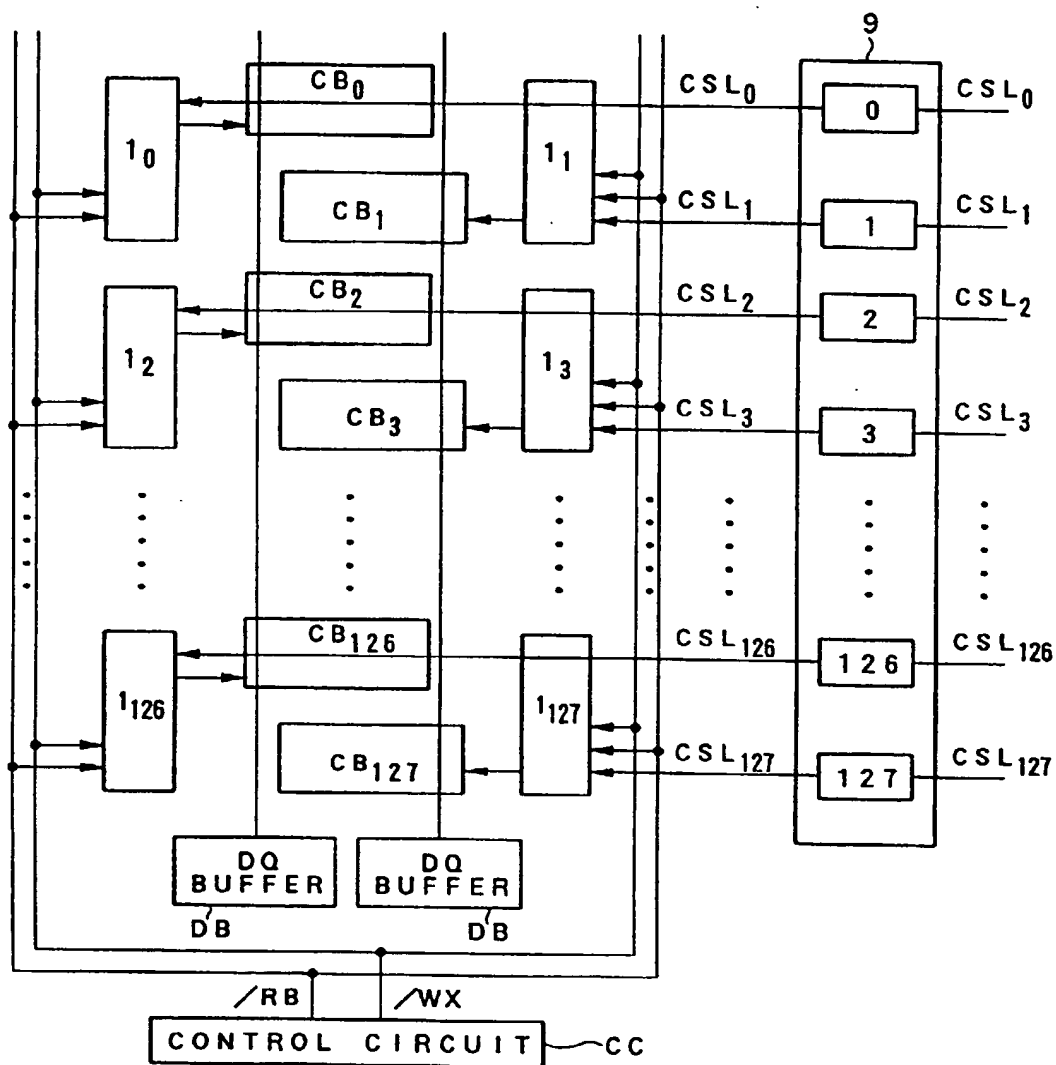 9
CB0 CSL0 0 CSL0
10 11
CB1 CSL1 1 CSL1
CB2 CSL2 2 CSL2
12 13
CB3 CSL3 3 CSL3
CB126 CSL126 126 CSL126
1126 1127
CB127 CSL127 127 CSL127
DQ BUFFER
DQ BUFFER
DB DB
/RB /WX
CONTROL CIRCUIT CC